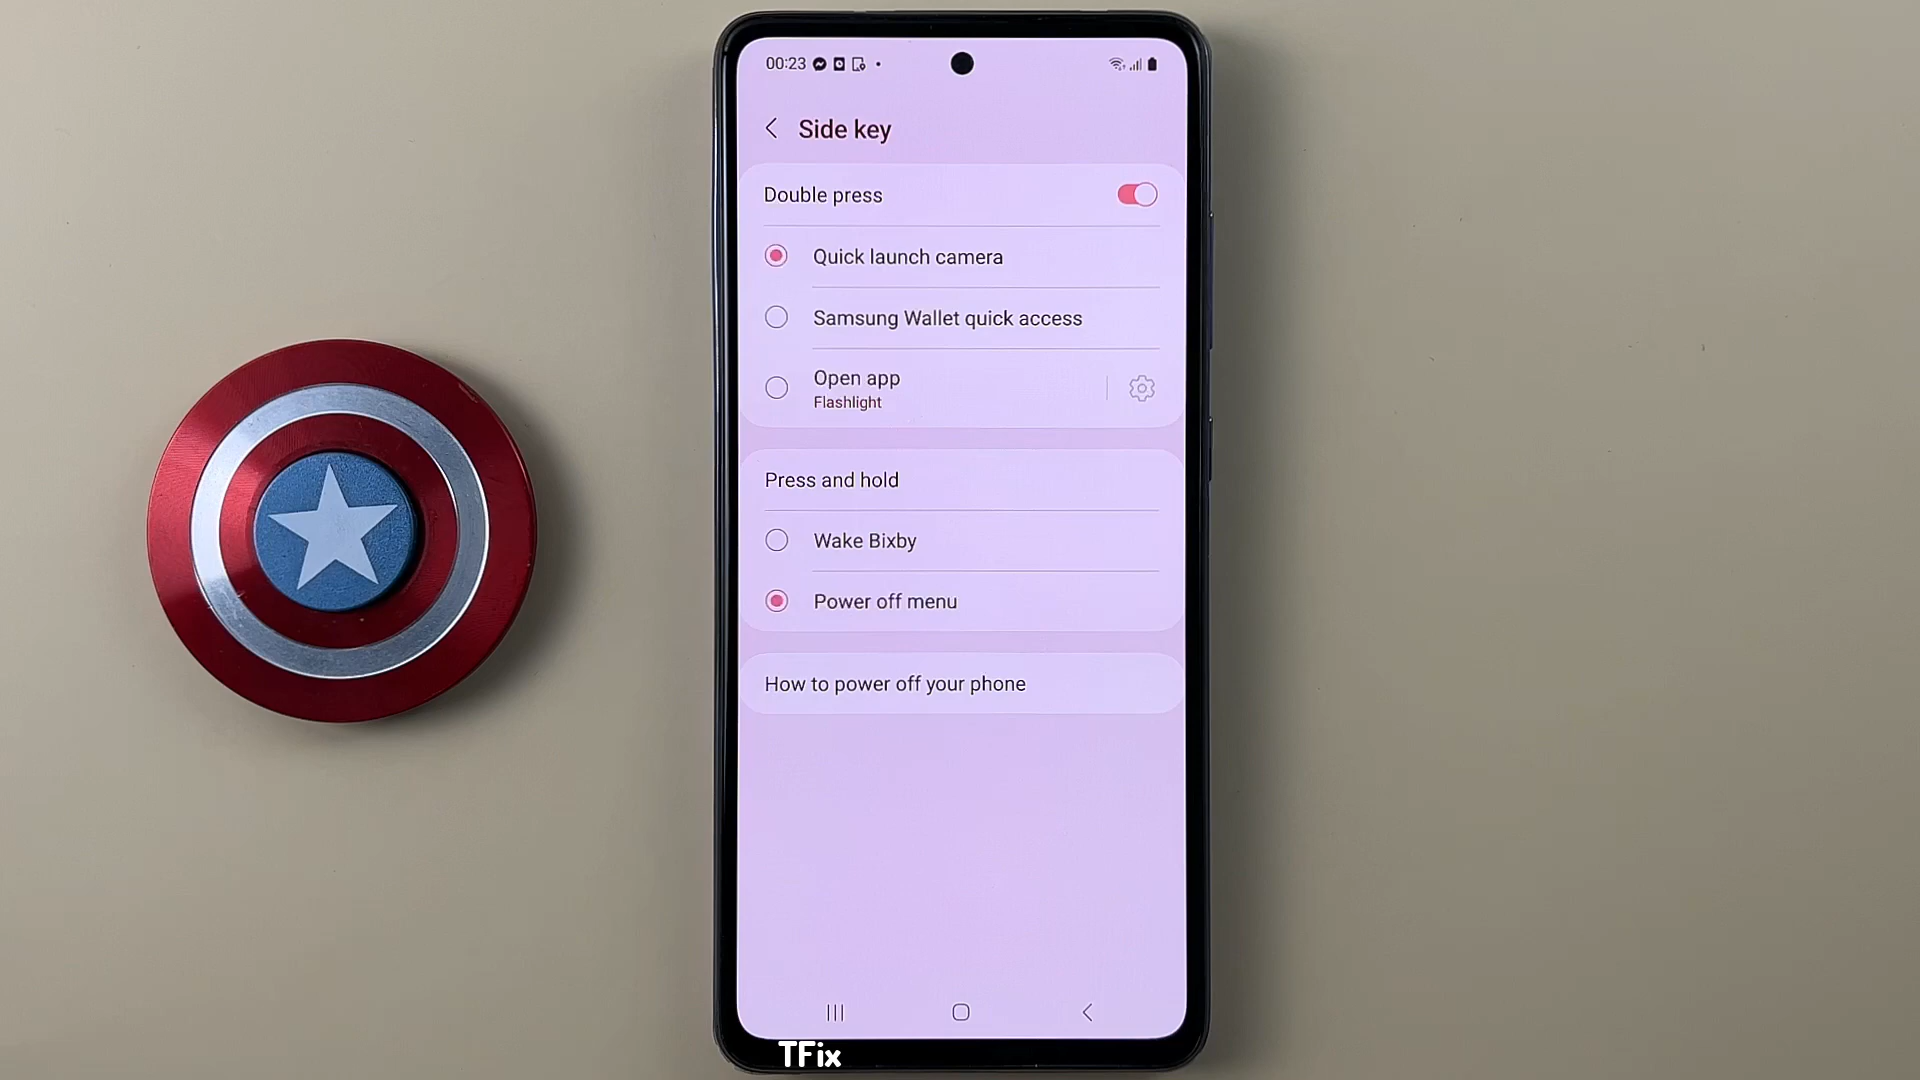 00:23
Side key
Double press
Quick launch camera
Samsung Wallet quick access
Open app
Flashlight
Press and hold
Wake Bixby
Power off menu
How to power off your phone
TFix